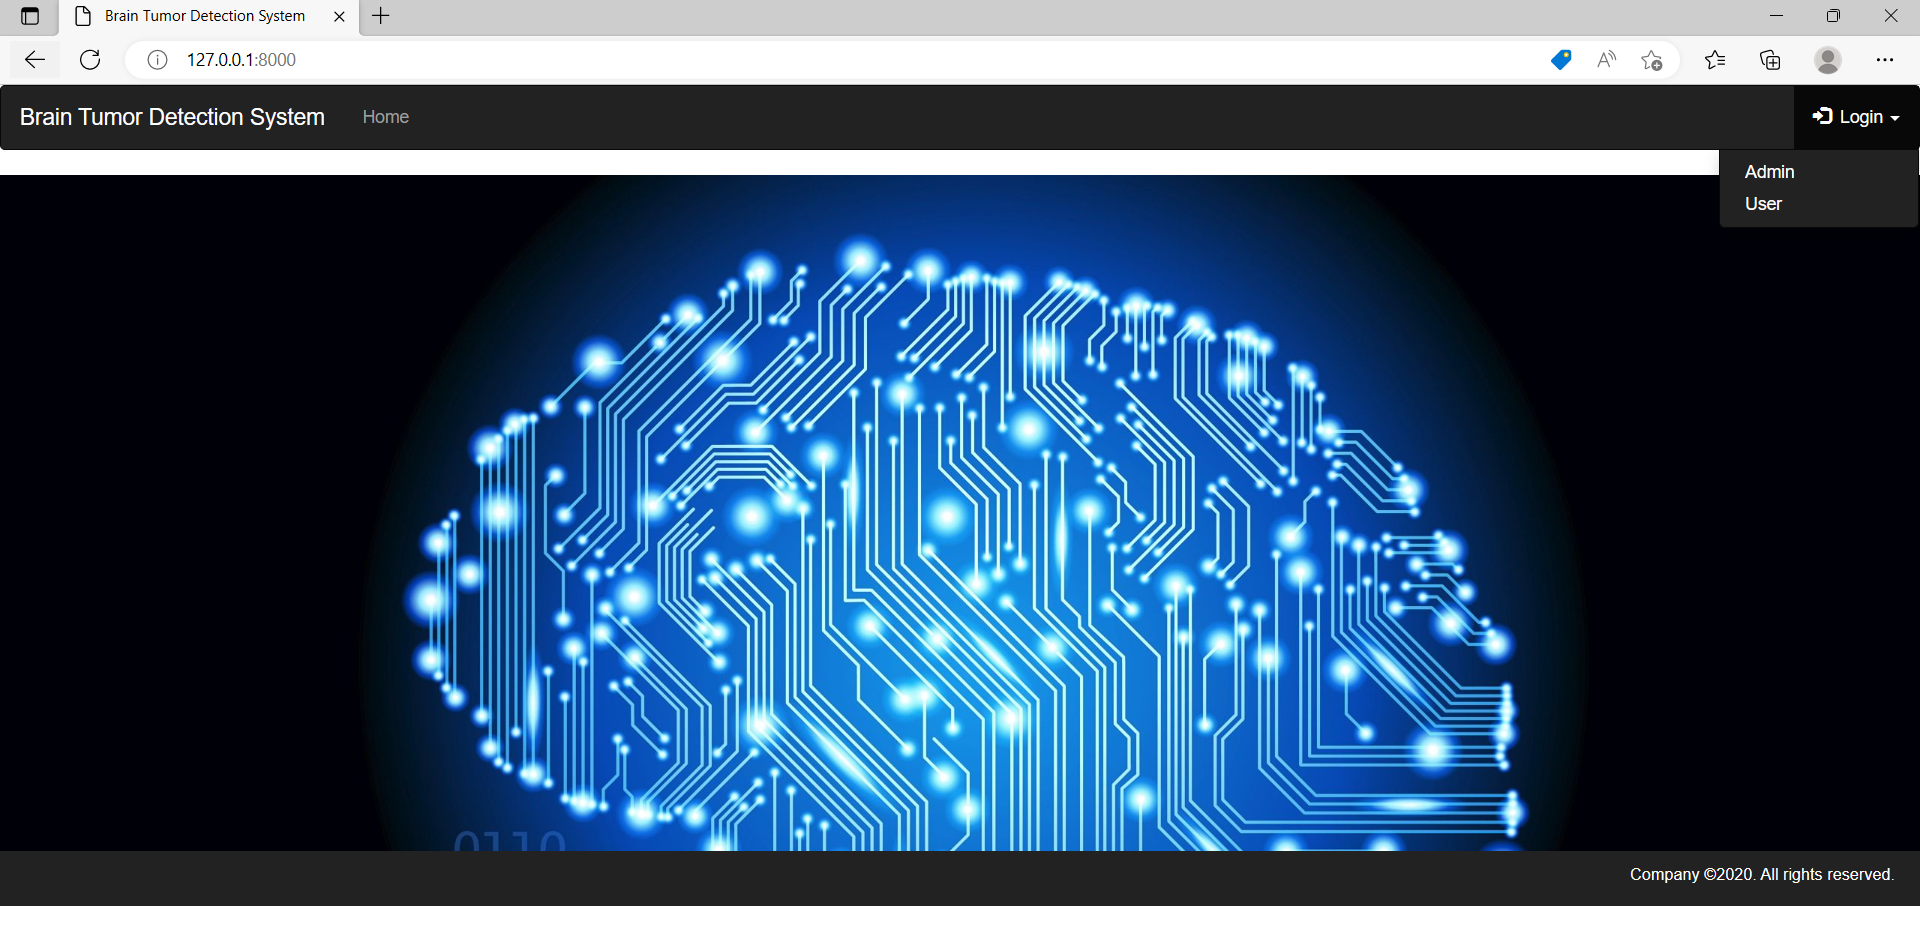 Brain Tumor Detection System
127.0.0.1:8000
Brain Tumor Detection System
Home
Login
Admin
User
0110
Company ©2020. All rights reserved.